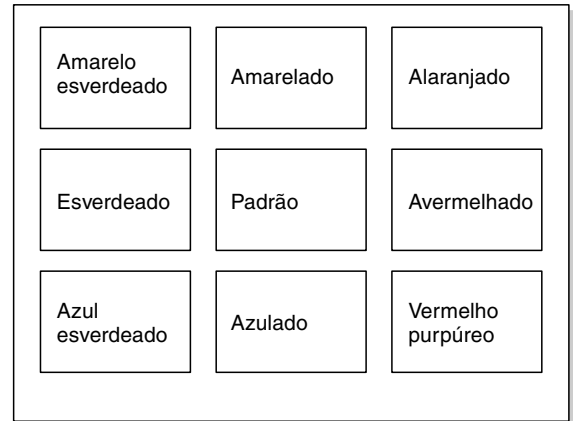 Amarelo
esverdeado
Amarelado
Alaranjado
Esverdeado
Padrão
Avermelhado
Azul
esverdeado
Azulado
Vermelho
purpúreo